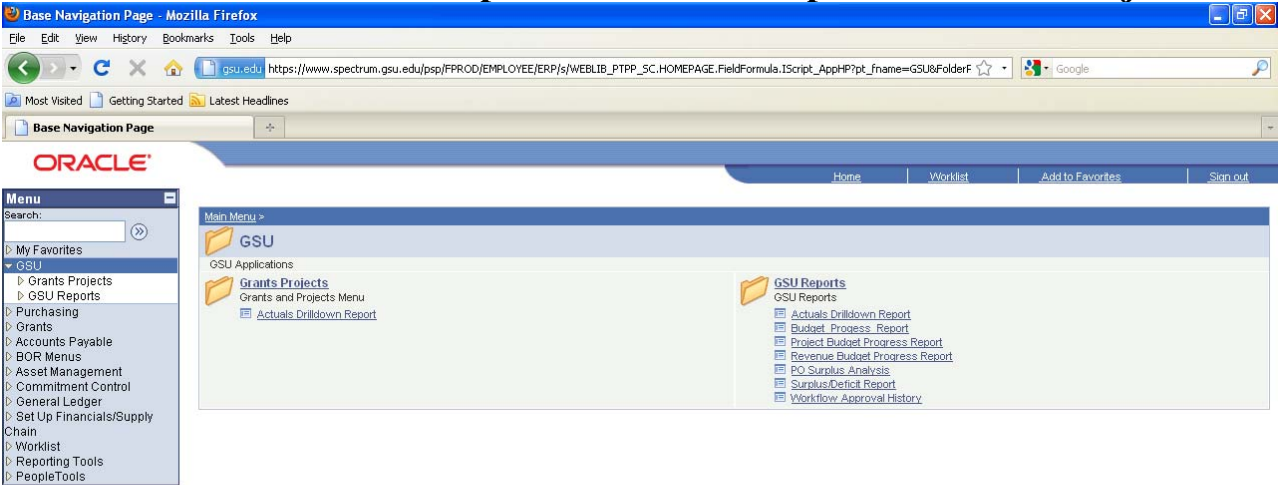 Base Navigation Page - Mozilla Firefox
File Edit View History Bookmarks Tools Help
gsu.edu https://www.spectrum.gsu.edu/psp/FPROD/EMPLOYEE/ERP/s/WEBLIB_PTPP_SC.HOMEPAGE.FieldFormula.IScript_AppHP?pt_fname=GSU&FolderF Google
Most Visited Getting Started Latest Headlines
Base Navigation Page
ORACLE
Home Worklist Add to Favorites Sign out
Menu
Search:
My Favorites
GSU
Grants Projects
GSU Reports
Purchasing
Grants
Accounts Payable
BOR Menus
Asset Management
Commitment Control
General Ledger
Set Up Financials/Supply
Chain
Worklist
Reporting Tools
PeopleTools
Main Menu >
GSU
GSU Applications
Grants Projects
Grants and Projects Menu
Actuals Drilldown Report
GSU Reports
GSU Reports
Actuals Drilldown Report
Budget Progess Report
Project Budget Progress Report
Revenue Budget Progress Report
PO Surplus Analysis
Surplus/Deficit Report
Workflow Approval History